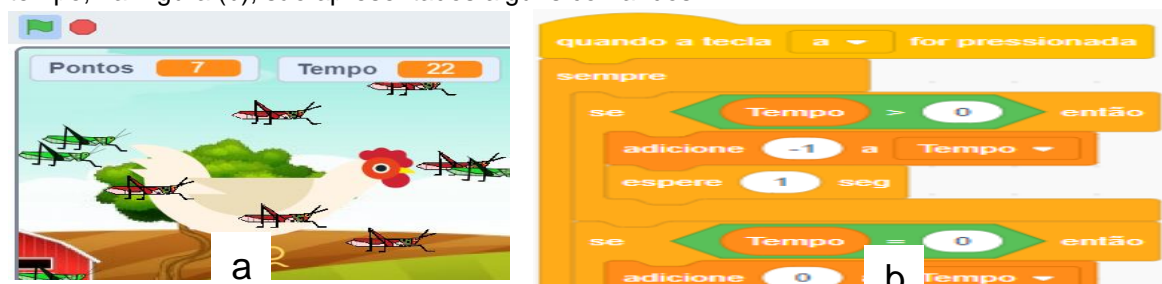 Pontos 7 Tempo 22
a
quando a tecla a for pressionada
sempre
se Tempo > 0 então
adicione -1 a Tempo
espere 1 seg
se Tempo = 0 então
adicione 0 Tempo
b